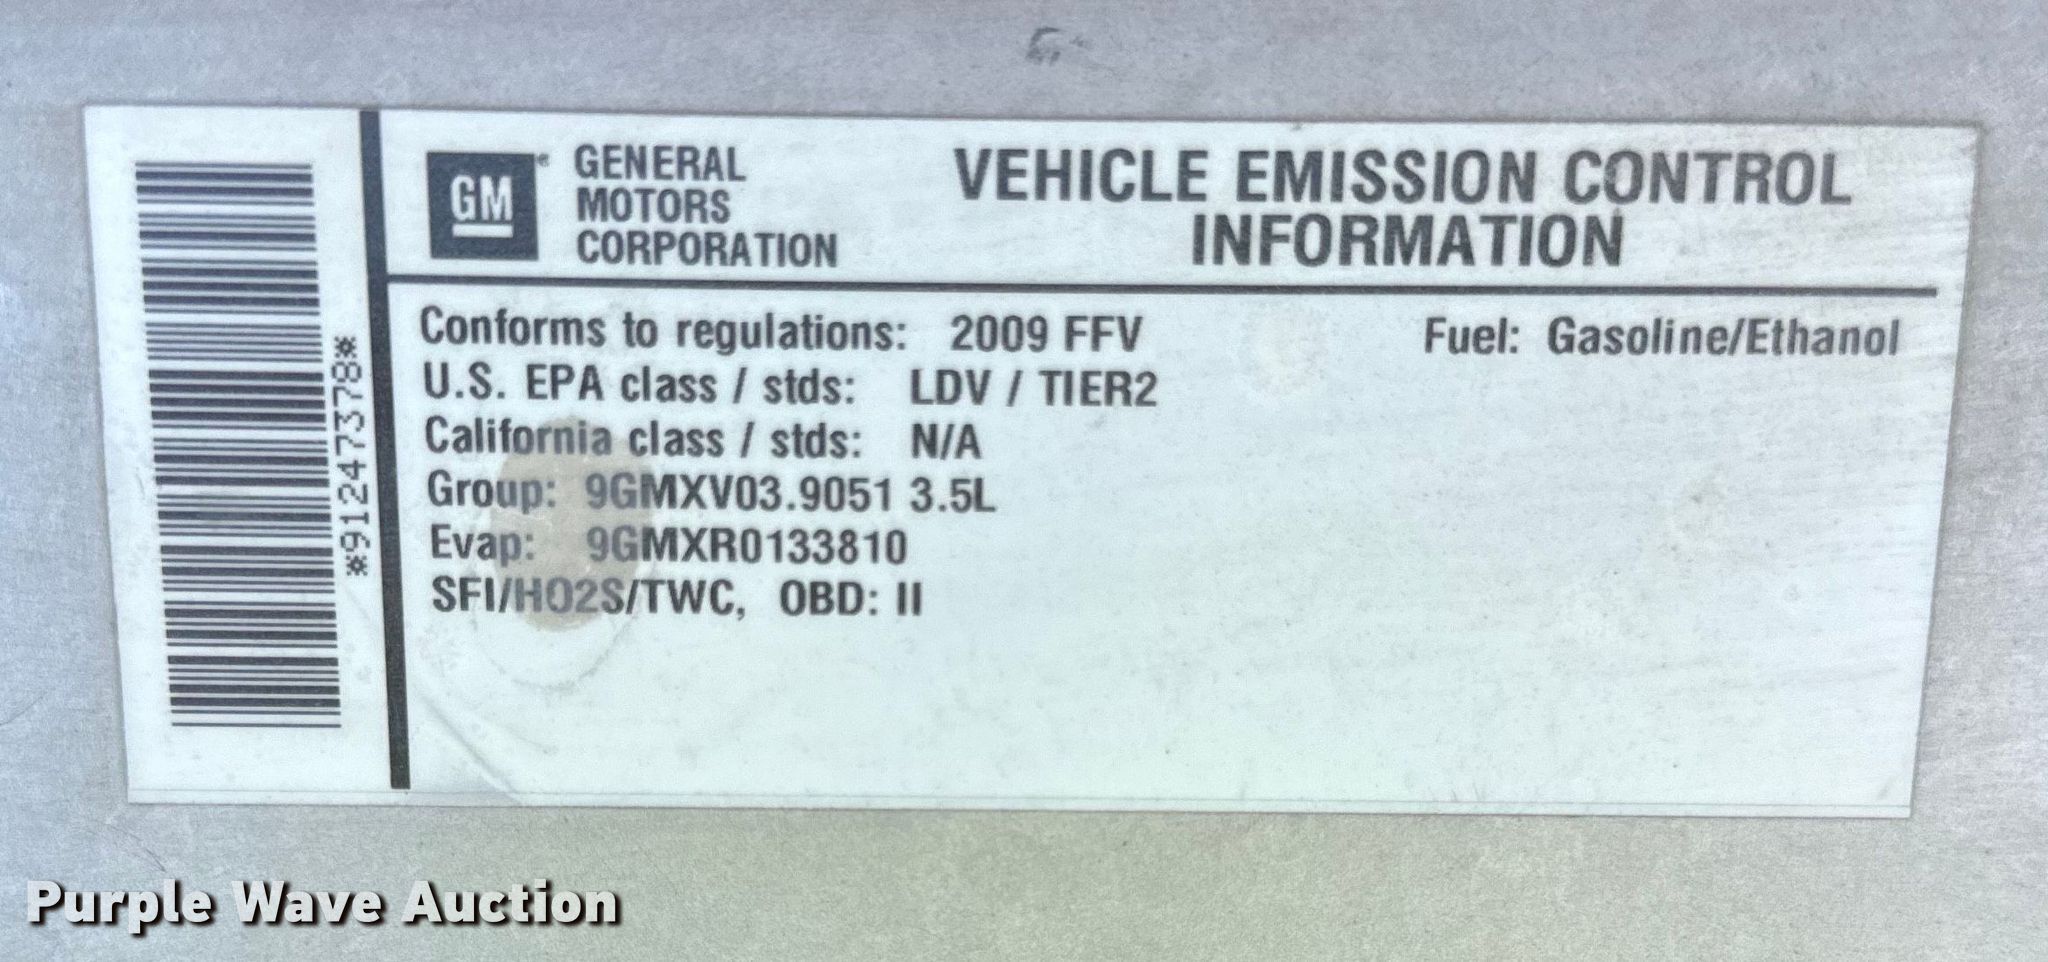 *91247378*
GM
GENERAL
MOTORS
CORPORATION
VEHICLE EMISSION CONTROL
INFORMATION
Conforms to regulations: 2009 FFV Fuel: Gasoline/Ethanol
U.S. EPA class / stds: LDV / TIER2
California class / stds: N/A
Group: 9GMXV03.9051 3.5L
Evap: 9GMXR0133810
SFI/HO2S/TWC, OBD: II
Purple Wave Auction